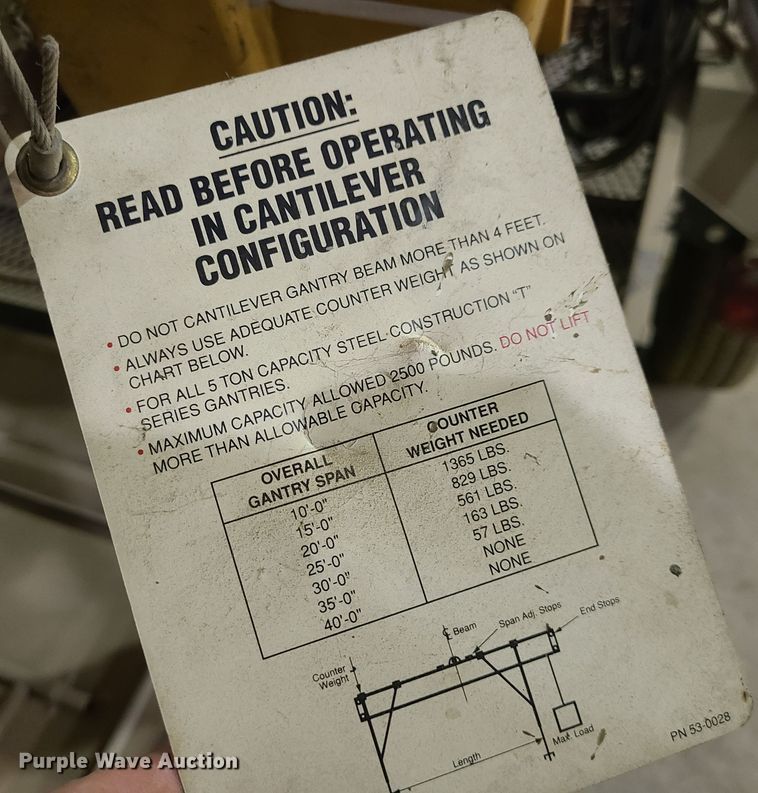 CAUTION:
READ BEFORE OPERATING
IN CANTILEVER
CONFIGURATION
• DO NOT CANTILEVER GANTRY BEAM MORE THAN 4 FEET.
• ALWAYS USE ADEQUATE COUNTER WEIGHT AS SHOWN ON
CHART BELOW.
• FOR ALL 5 TON CAPACITY STEEL CONSTRUCTION "T"
SERIES GANTRIES.
• MAXIMUM CAPACITY ALLOWED 2500 POUNDS. DO NOT LIFT
MORE THAN ALLOWABLE CAPACITY.
OVERALL
GANTRY SPAN
COUNTER
WEIGHT NEEDED
10'-0" 1365 LBS.
15'-0" 829 LBS.
20'-0" 561 LBS.
25'-0" 163 LBS.
30'-0" 57 LBS.
35'-0" NONE
40'-0" NONE
℄ Beam
Span Adj. Stops
End Stops
Counter
Weight
Length
Max. Load
PN 53-0028
Purple Wave Auction